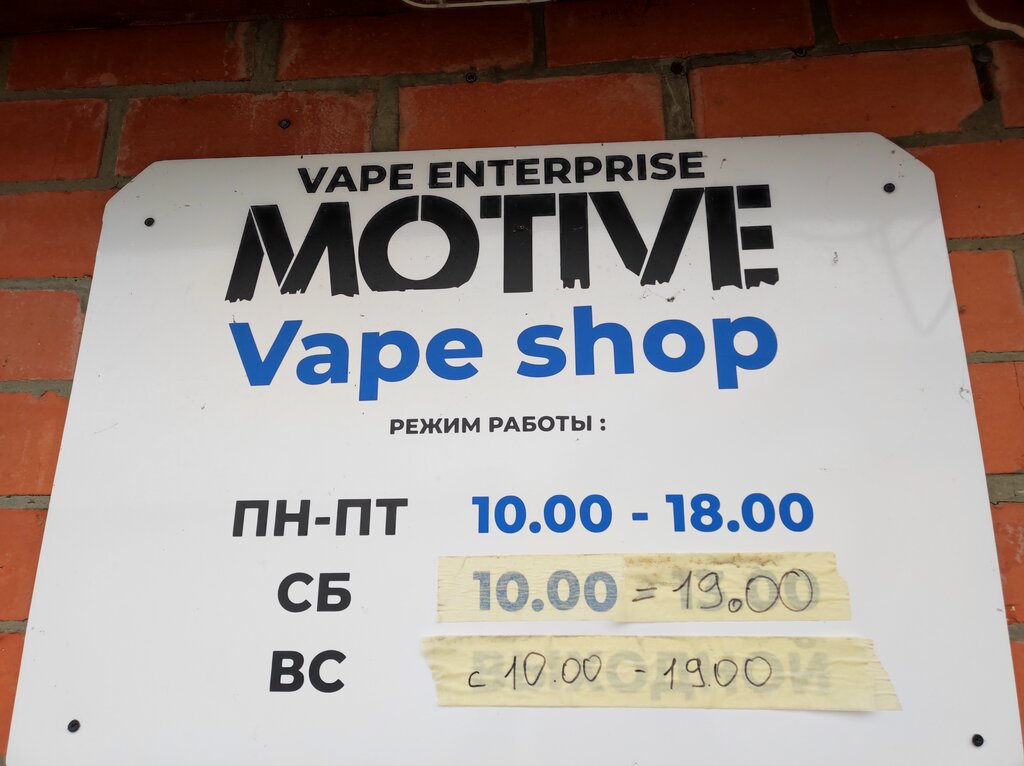 VAPE ENTERPRISE
MOTIVE
Vape shop
РЕЖИМ РАБОТЫ :
ПН-ПТ 10.00 - 18.00
СБ 10.00 = 19.00
ВС с 10.00 - 19.00